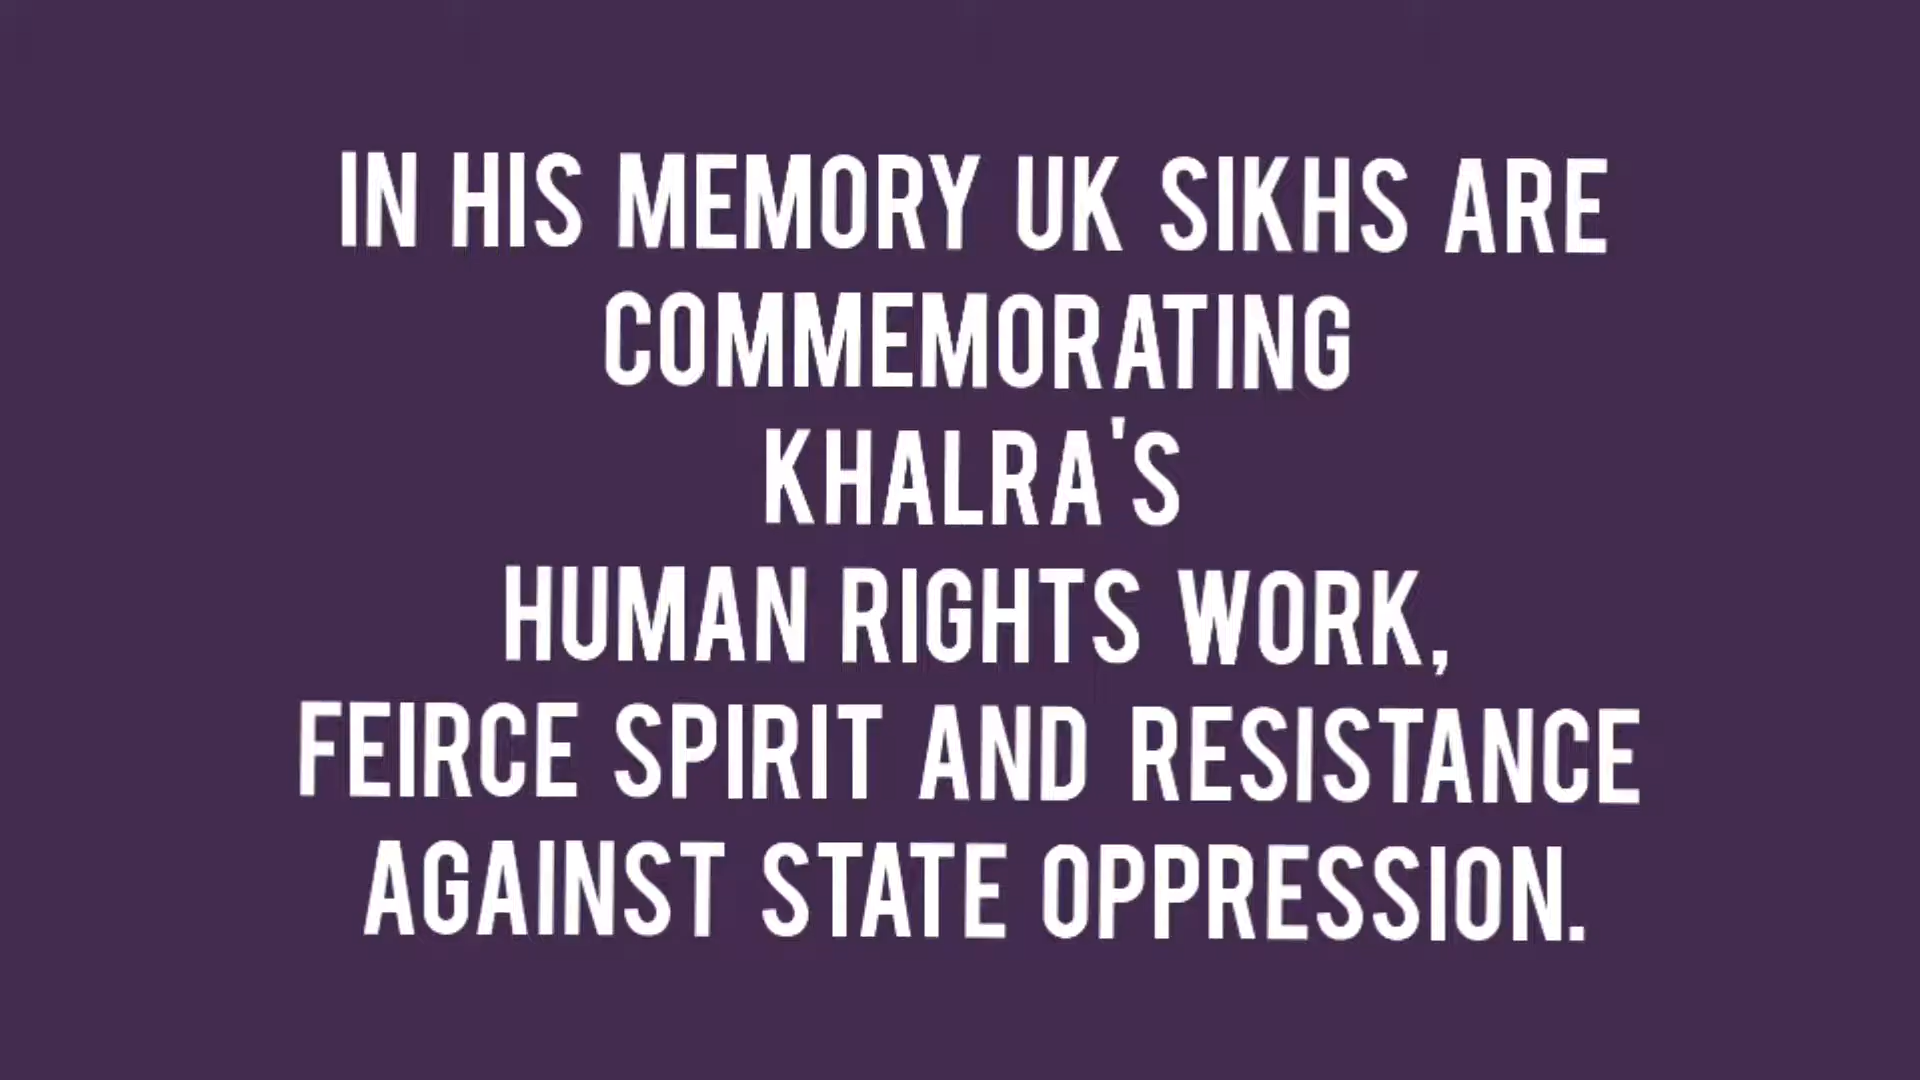 IN HIS MEMORY UK SIKHS ARE
COMMEMORATING
KHALRA'S
HUMAN RIGHTS WORK,
FEIRCE SPIRIT AND RESISTANCE
AGAINST STATE OPPRESSION.